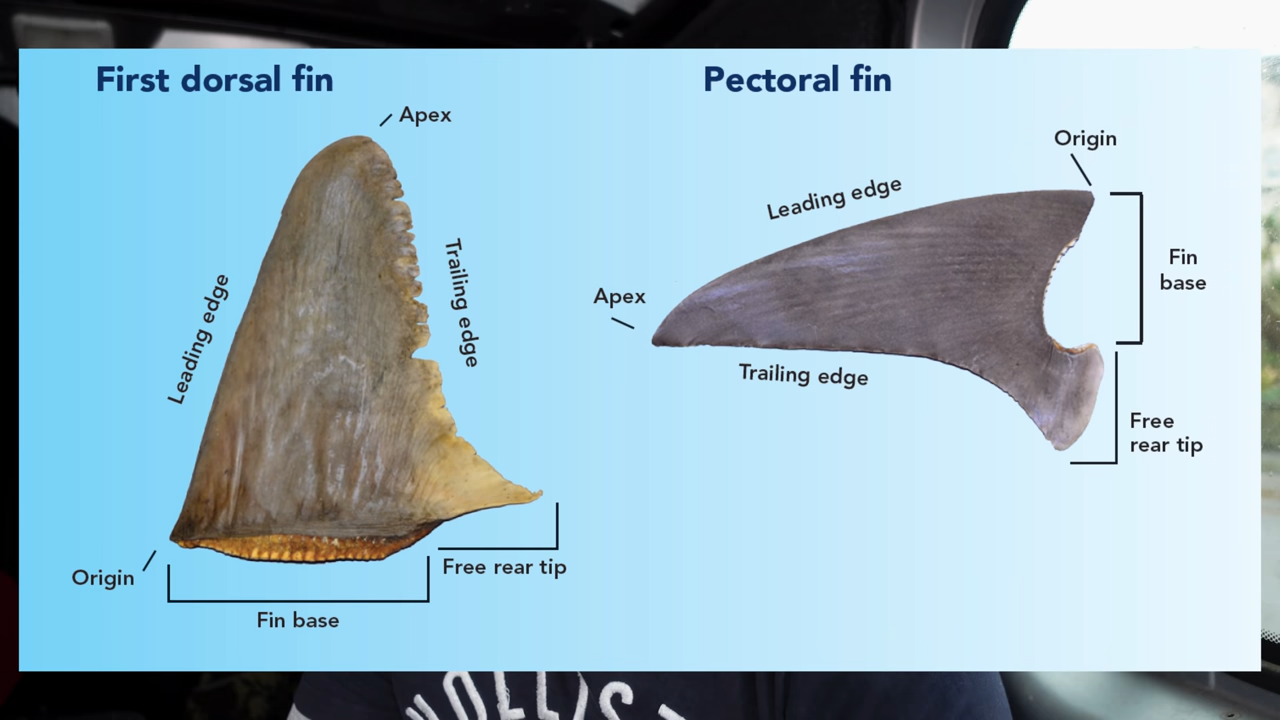 First dorsal fin
Apex
Leading edge
Trailing edge
Origin
Fin base
Free rear tip
Pectoral fin
Origin
Leading edge
Apex
Fin
base
Trailing edge
Free
rear tip